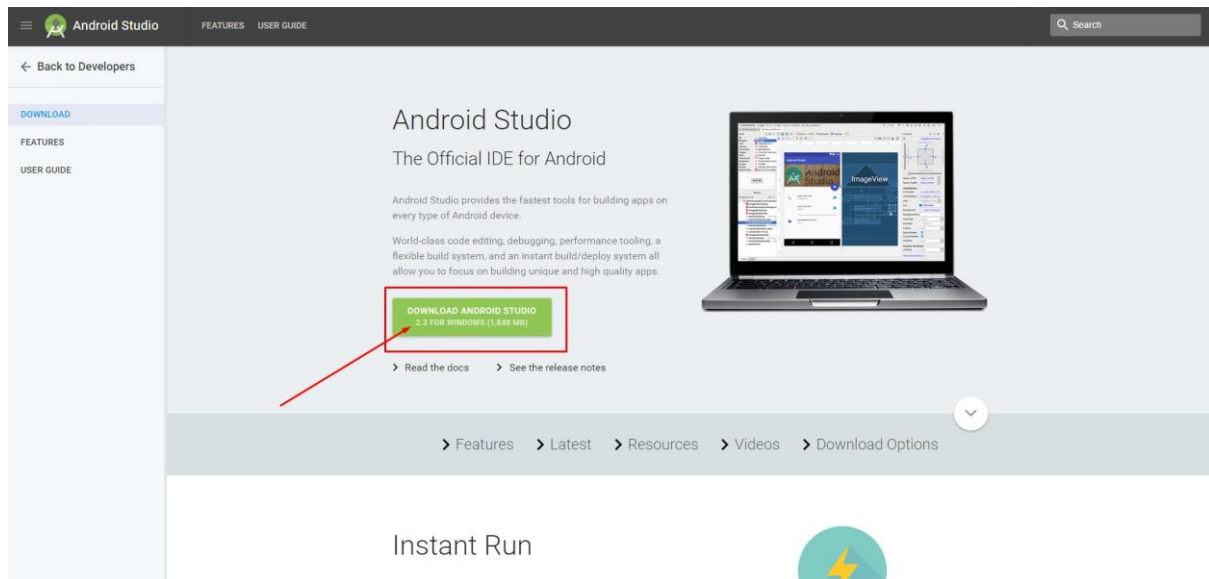 Android Studio
FEATURES
USER GUIDE
Search
Back to Developers
DOWNLOAD
FEATURES
USER GUIDE
Android Studio
The Official IDE for Android
Android Studio provides the fastest tools for building apps on
every type of Android device.
World-class code editing, debugging, performance tooling, a
flexible build system, and an instant build/deploy system all
allow you to focus on building unique and high quality apps.
DOWNLOAD ANDROID STUDIO
2.3 FOR WINDOWS (1,848 MB)
Read the docs
See the release notes
Android
Studio
ImageView
Features
Latest
Resources
Videos
Download Options
Instant Run